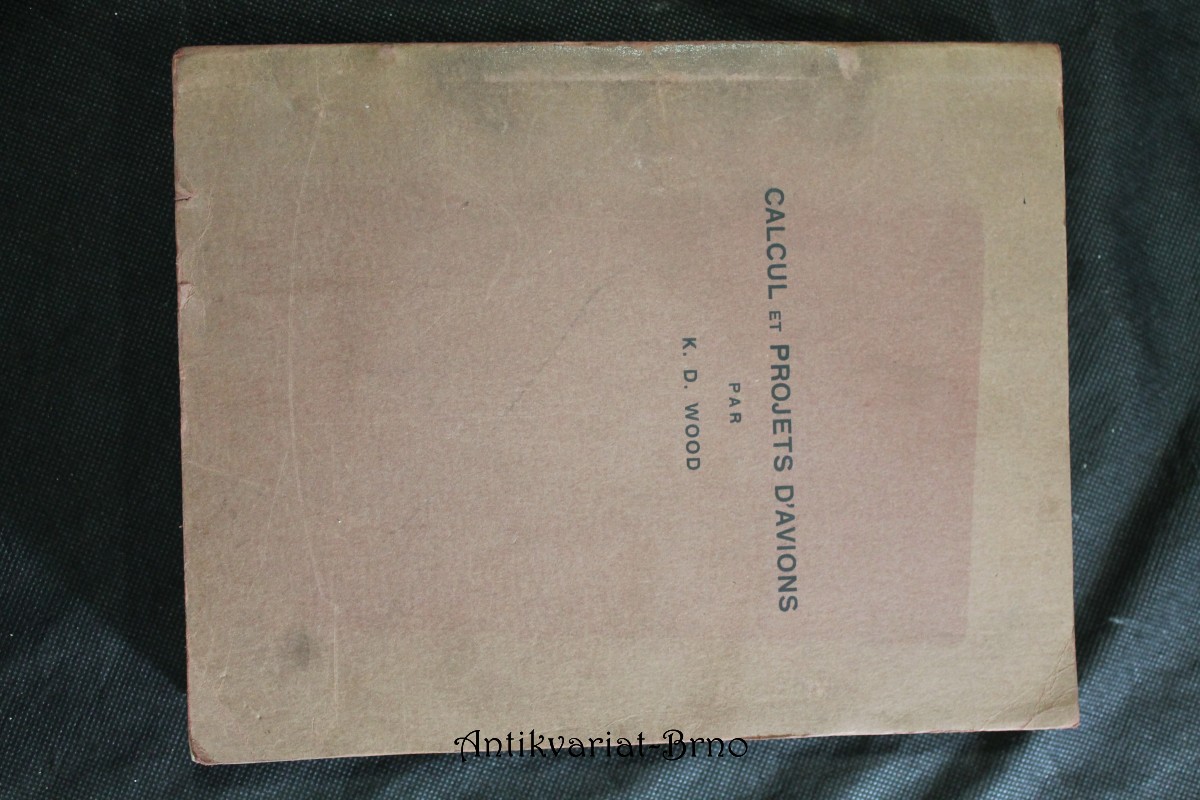 CALCUL ET PROJETS D'AVIONS
PAR
K. D. WOOD
Antikvariat-Brno